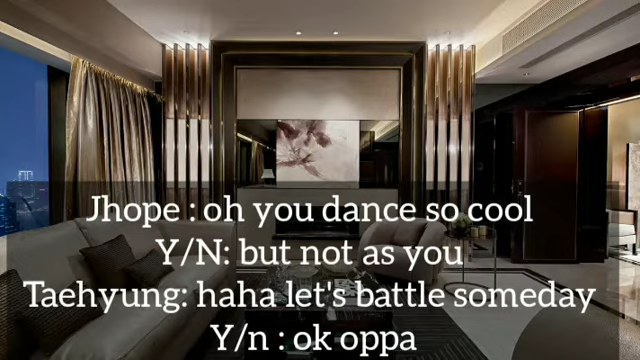 Jhope : oh you dance so cool
Y/N: but not as you
Taehyung: haha let's battle someday
Y/n : ok oppa